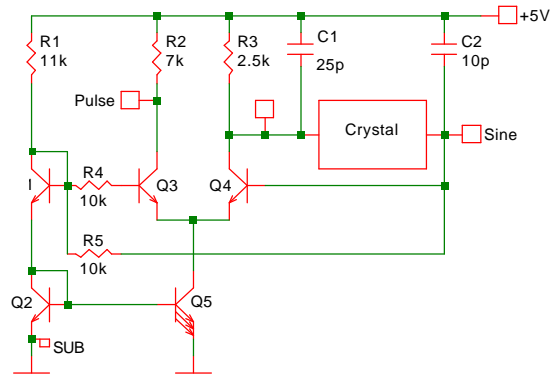 +5V
R1
11k
R2
7k
R3
2.5k
C1
25p
C2
10p
Pulse
Crystal
Sine
I
R4
10k
Q3
Q4
R5
10k
Q2
Q5
SUB